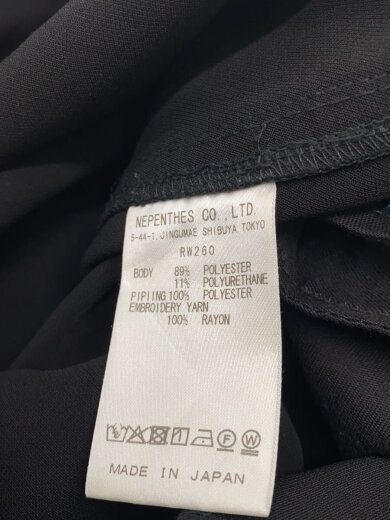 NEPENTHES CO.,LTD
5-44-1, JINGUMAE SHIBUYA, TOKYO
RW260
BODY 89% POLYESTER
11% POLYURETHANE
PIPIING 100% POLYESTER
EMBROIDERY YARN
100% RAYON
F W
MADE IN JAPAN